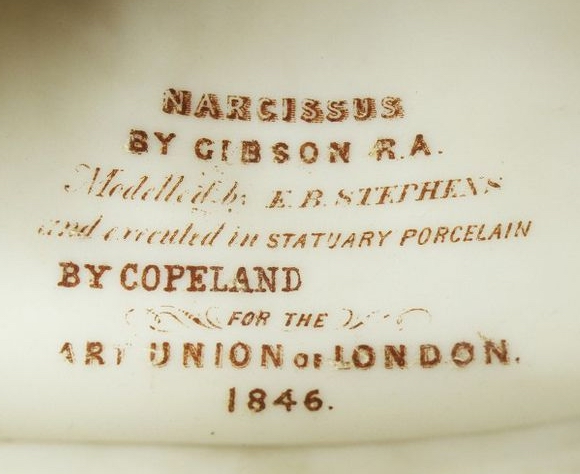 NARCISSUS
BY GIBSON R.A.
Modelled by E.B. STEPHENS
and executed in STATUARY PORCELAIN
BY COPELAND
FOR THE
ART UNION OF LONDON.
1846.